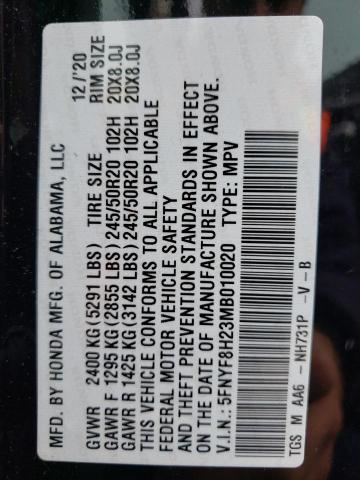 MFD. BY HONDA MFG. OF ALABAMA, LLC 12/'20
GVWR 2400 KG (5291 LBS) TIRE SIZE RIM SIZE
GAWR F 1295 KG (2855 LBS) 245/50R20 102H 20X8.0J
GAWR R 1425 KG (3142 LBS) 245/50R20 102H 20X8.0J
THIS VEHICLE CONFORMS TO ALL APPLICABLE
FEDERAL MOTOR VEHICLE SAFETY
AND THEFT PREVENTION STANDARDS IN EFFECT
ON THE DATE OF MANUFACTURE SHOWN ABOVE.
V.I.N.: 5FNYF8H23MB010020 TYPE: MPV
TGS M AA6 -NH731P -V -B